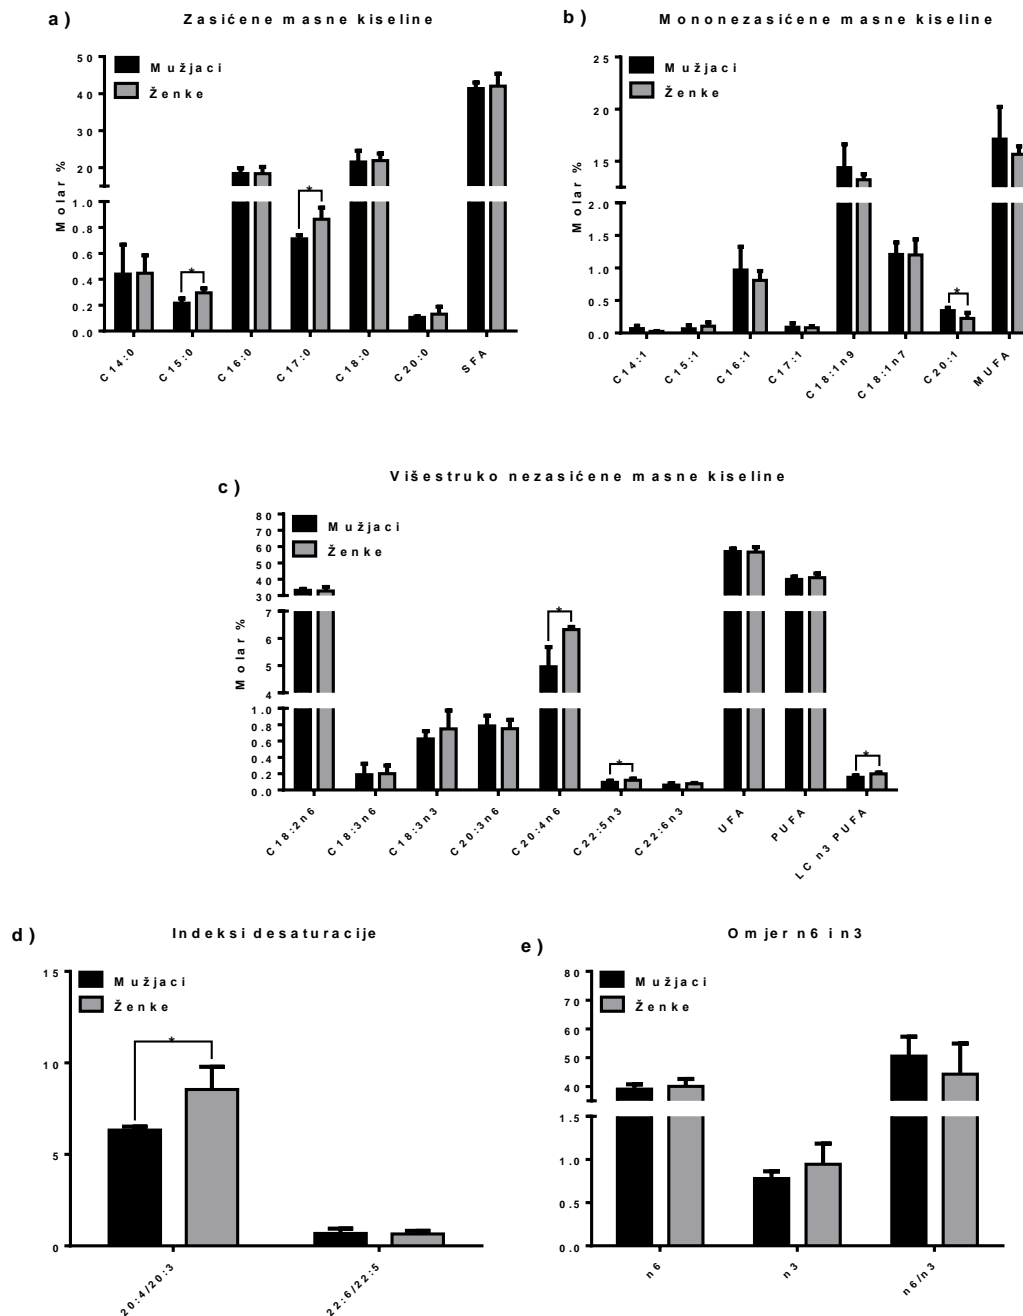 a) Zasićene masne kiseline
Molar %
50
40
30
20
1.0
0.8
0.6
0.4
0.2
0.0
Mužjaci
Ženke
*
*
C14:0
C15:0
C16:0
C17:0
C18:0
C20:0
SFA
b) Mononezasićene masne kiseline
Molar %
25
20
15
2.0
1.5
1.0
0.5
0.0
Mužjaci
Ženke
*
C14:1
C15:1
C16:1
C17:1
C18:1n9
C18:1n7
C20:1
MUFA
c) Višestruko nezasićene masne kiseline
Molar %
80
70
60
50
40
30
7
6
5
4
1.0
0.8
0.6
0.4
0.2
0.0
Mužjaci
Ženke
*
*
*
C18:2n6
C18:3n6
C18:3n3
C20:3n6
C20:4n6
C22:5n3
C22:6n3
UFA
PUFA
LC n3 PUFA
d) Indeksi desaturacije
15
10
5
0
Mužjaci
Ženke
*
20:4/20:3
22:6/22:5
e) Omjer n6 i n3
80
70
60
50
40
1.5
1.0
0.5
0.0
Mužjaci
Ženke
n6
n3
n6/n3